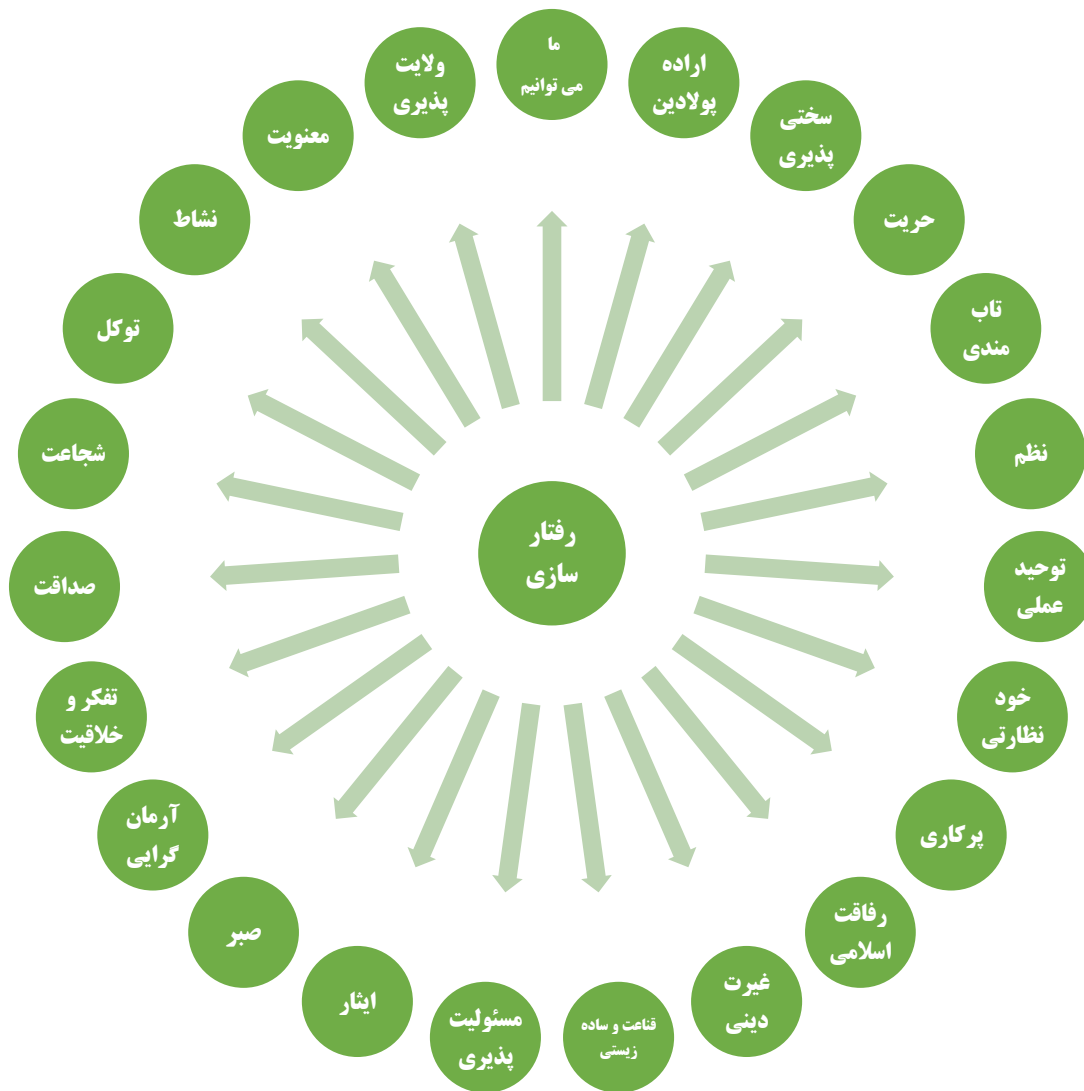 ما
می توانیم
اراده
پولادین
سختی
پذیری
حریت
تاب
مندی
نظم
توحید
عملی
خود
نظارتی
پرکاری
رفاقت
اسلامی
غیرت
دینی
قناعت و ساده
زیستی
مسئولیت
پذیری
ایثار
صبر
آرمان
گرایی
تفکر و
خلاقیت
صداقت
شجاعت
توکل
نشاط
معنویت
ولایت
پذیری
رفتار
سازی